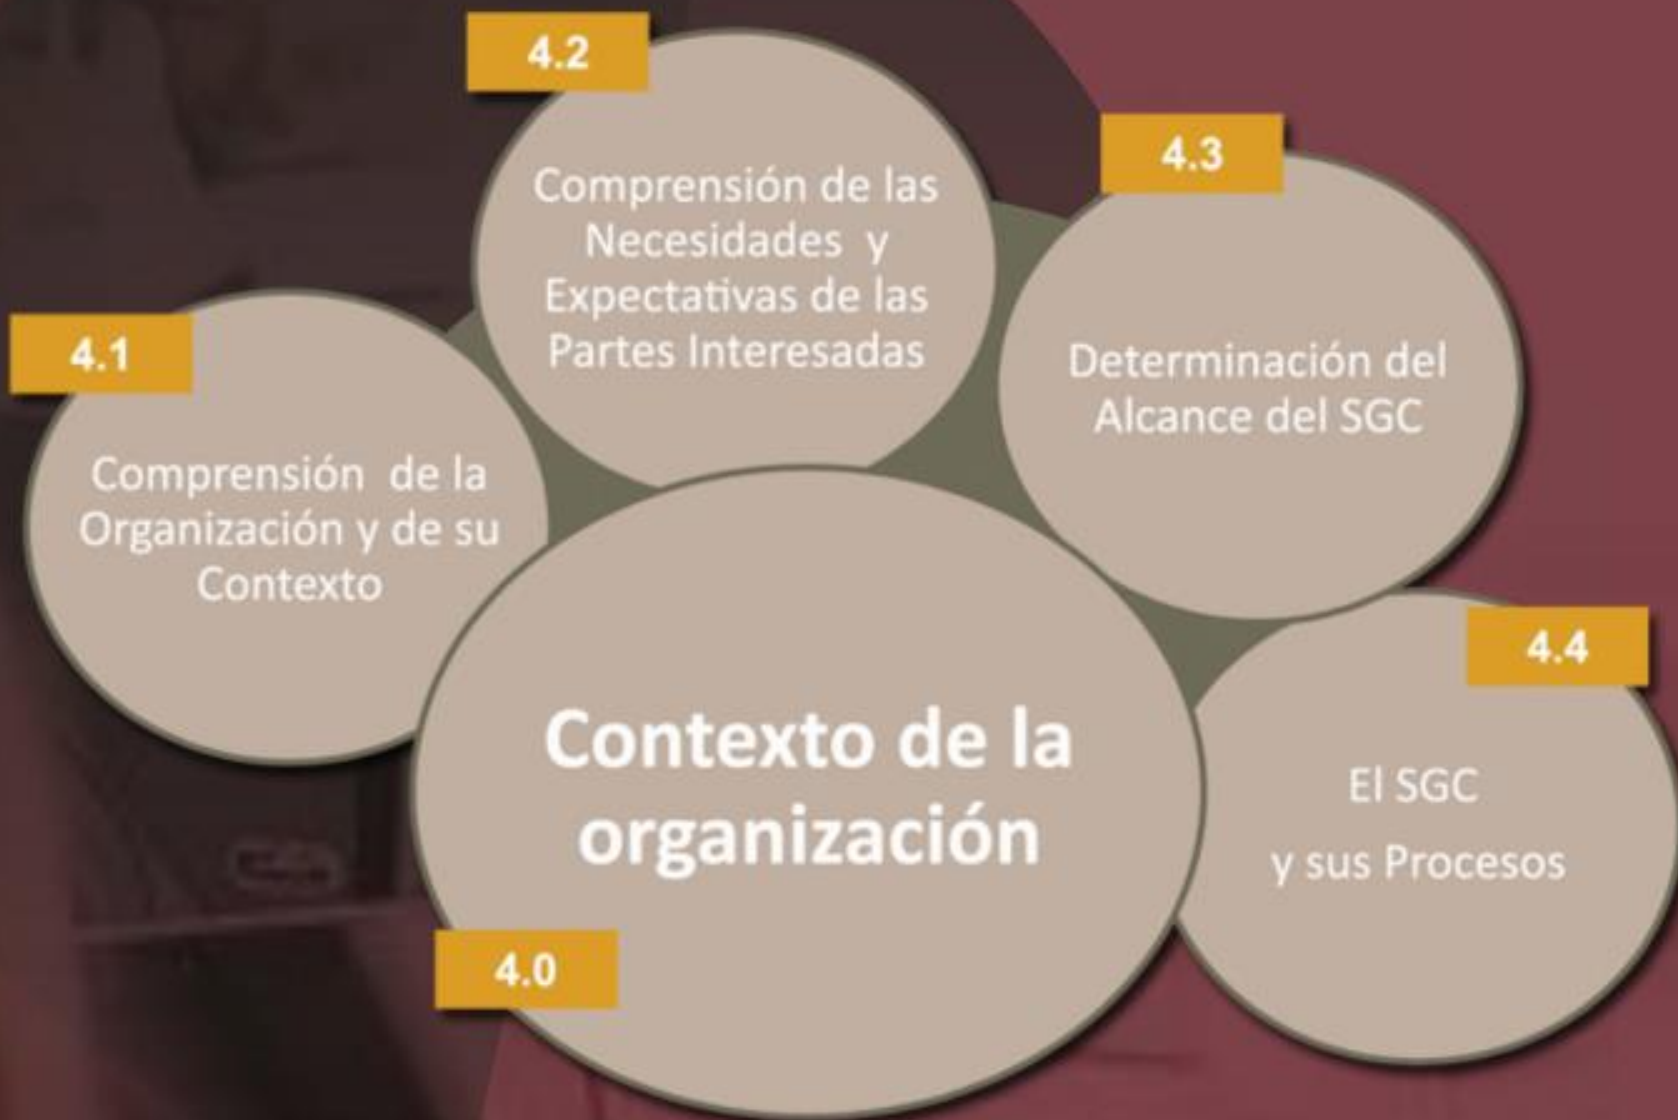 4.2
Comprensión de las
Necesidades y
Expectativas de las
Partes Interesadas
4.3
Determinación del
Alcance del SGC
4.1
Comprensión de la
Organización y de su
Contexto
4.4
El SGC
y sus Procesos
Contexto de la
organización
4.0